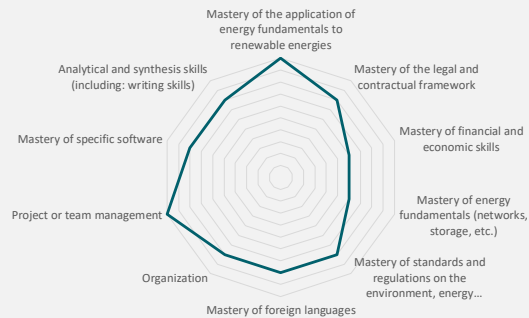 Mastery of the application of
energy fundamentals to
renewable energies
Mastery of the legal and
contractual framework
Mastery of financial and
economic skills
Mastery of energy
fundamentals (networks,
storage, etc.)
Mastery of standards and
regulations on the
environment, energy…
Mastery of foreign languages
Organization
Project or team management
Mastery of specific software
Analytical and synthesis skills
(including: writing skills)